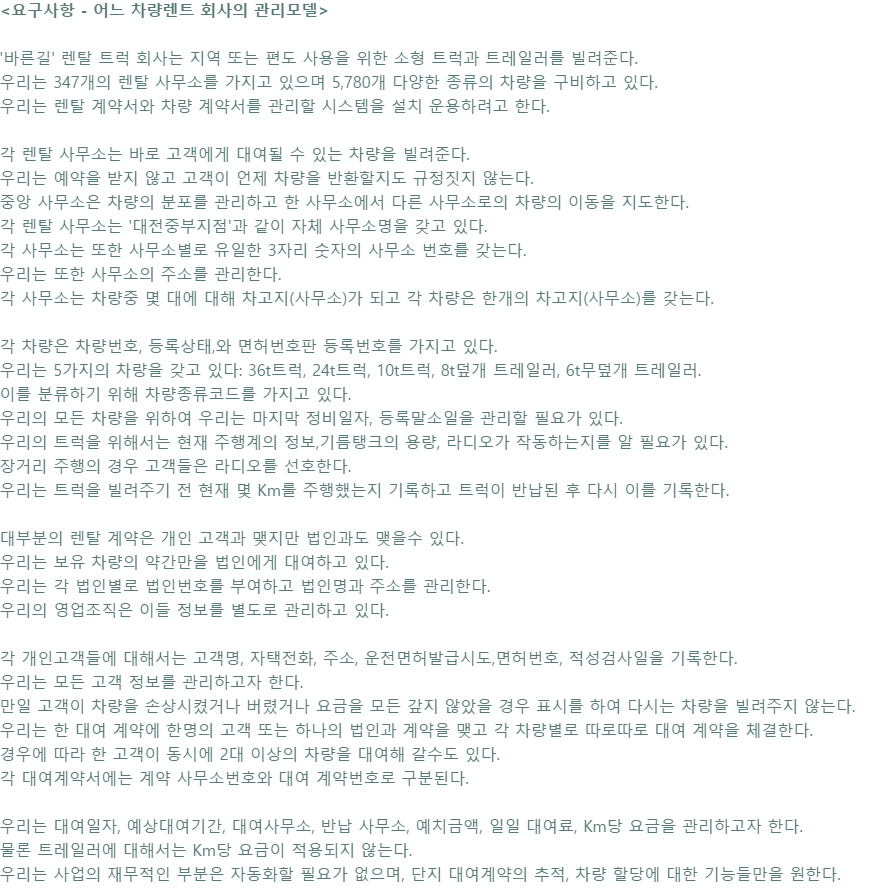 <요구사항 - 어느 차량렌트 회사의 관리모델>
'바른길' 렌탈 트럭 회사는 지역 또는 편도 사용을 위한 소형 트럭과 트레일러를 빌려준다.
우리는 347개의 렌탈 사무소를 가지고 있으며 5,780개 다양한 종류의 차량을 구비하고 있다.
우리는 렌탈 계약서와 차량 계약서를 관리할 시스템을 설치 운용하려고 한다.
각 렌탈 사무소는 바로 고객에게 대여될 수 있는 차량을 빌려준다.
우리는 예약을 받지 않고 고객이 언제 차량을 반환할지도 규정짓지 않는다.
중앙 사무소은 차량의 분포를 관리하고 한 사무소에서 다른 사무소로의 차량의 이동을 지도한다.
각 렌탈 사무소는 '대전중부지점'과 같이 자체 사무소명을 갖고 있다.
각 사무소는 또한 사무소별로 유일한 3자리 숫자의 사무소 번호를 갖는다.
우리는 또한 사무소의 주소를 관리한다.
각 사무소는 차량중 몇 대에 대해 차고지(사무소)가 되고 각 차량은 한개의 차고지(사무소)를 갖는다.
각 차량은 차량번호, 등록상태,와 면허번호판 등록번호를 가지고 있다.
우리는 5가지의 차량을 갖고 있다: 36t트럭, 24t트럭, 10t트럭, 8t덮개 트레일러, 6t무덮개 트레일러.
이를 분류하기 위해 차량종류코드를 가지고 있다.
우리의 모든 차량을 위하여 우리는 마지막 정비일자, 등록말소일을 관리할 필요가 있다.
우리의 트럭을 위해서는 현재 주행계의 정보,기름탱크의 용량, 라디오가 작동하는지를 알 필요가 있다.
장거리 주행의 경우 고객들은 라디오를 선호한다.
우리는 트럭을 빌려주기 전 현재 몇 Km를 주행했는지 기록하고 트럭이 반납된 후 다시 이를 기록한다.
대부분의 렌탈 계약은 개인 고객과 맺지만 법인과도 맺을수 있다.
우리는 보유 차량의 약간만을 법인에게 대여하고 있다.
우리는 각 법인별로 법인번호를 부여하고 법인명과 주소를 관리한다.
우리의 영업조직은 이들 정보를 별도로 관리하고 있다.
각 개인고객들에 대해서는 고객명, 자택전화, 주소, 운전면허발급시도,면허번호, 적성검사일을 기록한다.
우리는 모든 고객 정보를 관리하고자 한다.
만일 고객이 차량을 손상시켰거나 버렸거나 요금을 모든 갚지 않았을 경우 표시를 하여 다시는 차량을 빌려주지 않는다.
우리는 한 대여 계약에 한명의 고객 또는 하나의 법인과 계약을 맺고 각 차량별로 따로따로 대여 계약을 체결한다.
경우에 따라 한 고객이 동시에 2대 이상의 차량을 대여해 갈수도 있다.
각 대여계약서에는 계약 사무소번호와 대여 계약번호로 구분된다.
우리는 대여일자, 예상대여기간, 대여사무소, 반납 사무소, 예치금액, 일일 대여료, Km당 요금을 관리하고자 한다.
물론 트레일러에 대해서는 Km당 요금이 적용되지 않는다.
우리는 사업의 재무적인 부분은 자동화할 필요가 없으며, 단지 대여계약의 추적, 차량 할당에 대한 기능들만을 원한다.